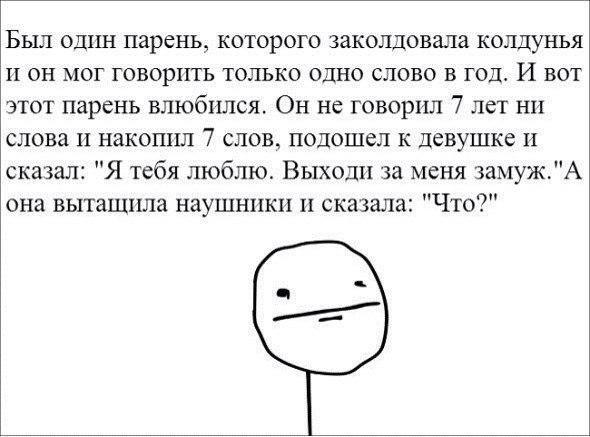 Был один парень, которого заколдовала колдунья
и он мог говорить только одно слово в год. И вот
этот парень влюбился. Он не говорил 7 лет ни
слова и накопил 7 слов, подошел к девушке и
сказал: "Я тебя люблю. Выходи за меня замуж."А
она вытащила наушники и сказала: "Что?"